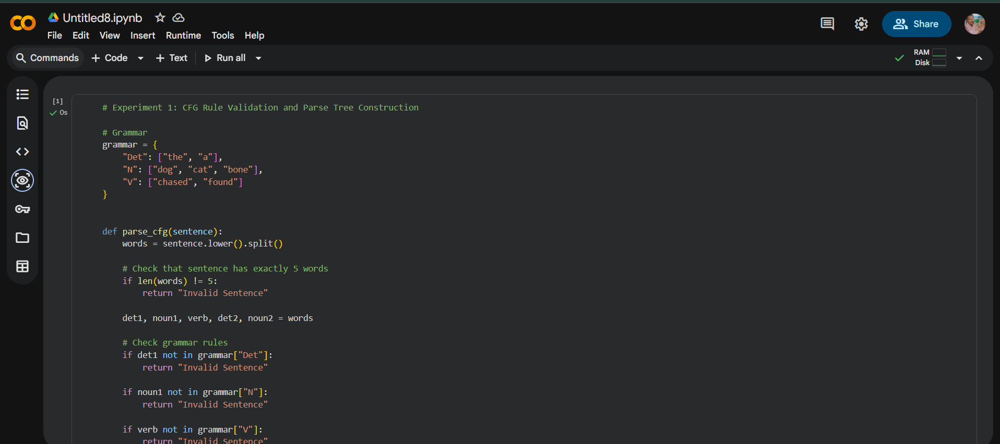 Untitled8.ipynb
File Edit View Insert Runtime Tools Help
Share
Commands + Code + Text Run all
RAM
Disk
[1]
0s
# Experiment 1: CFG Rule Validation and Parse Tree Construction
# Grammar
grammar = {
    "Det": ["the", "a"],
    "N": ["dog", "cat", "bone"],
    "V": ["chased", "found"]
}
def parse_cfg(sentence):
    words = sentence.lower().split()
    # Check that sentence has exactly 5 words
    if len(words) != 5:
        return "Invalid Sentence"
    det1, noun1, verb, det2, noun2 = words
    # Check grammar rules
    if det1 not in grammar["Det"]:
        return "Invalid Sentence"
    if noun1 not in grammar["N"]:
        return "Invalid Sentence"
    if verb not in grammar["V"]:
        return "Invalid Sentence"